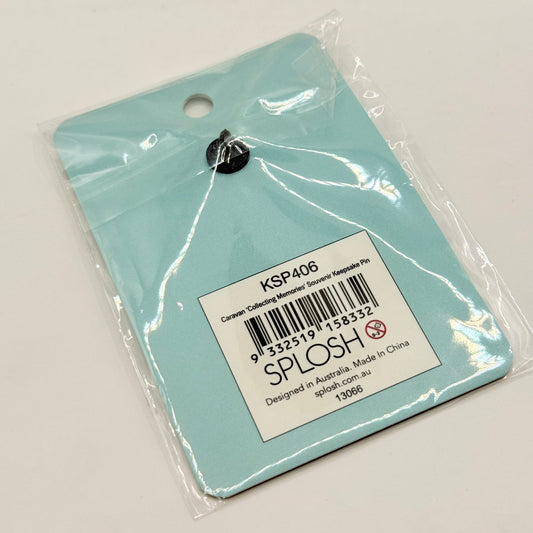 KSP406
Caravan 'Collecting Memories' Souvenir Keepsake Pin
9 332519 158332
SPLOSH
Designed in Australia. Made In China
splosh.com.au
13066